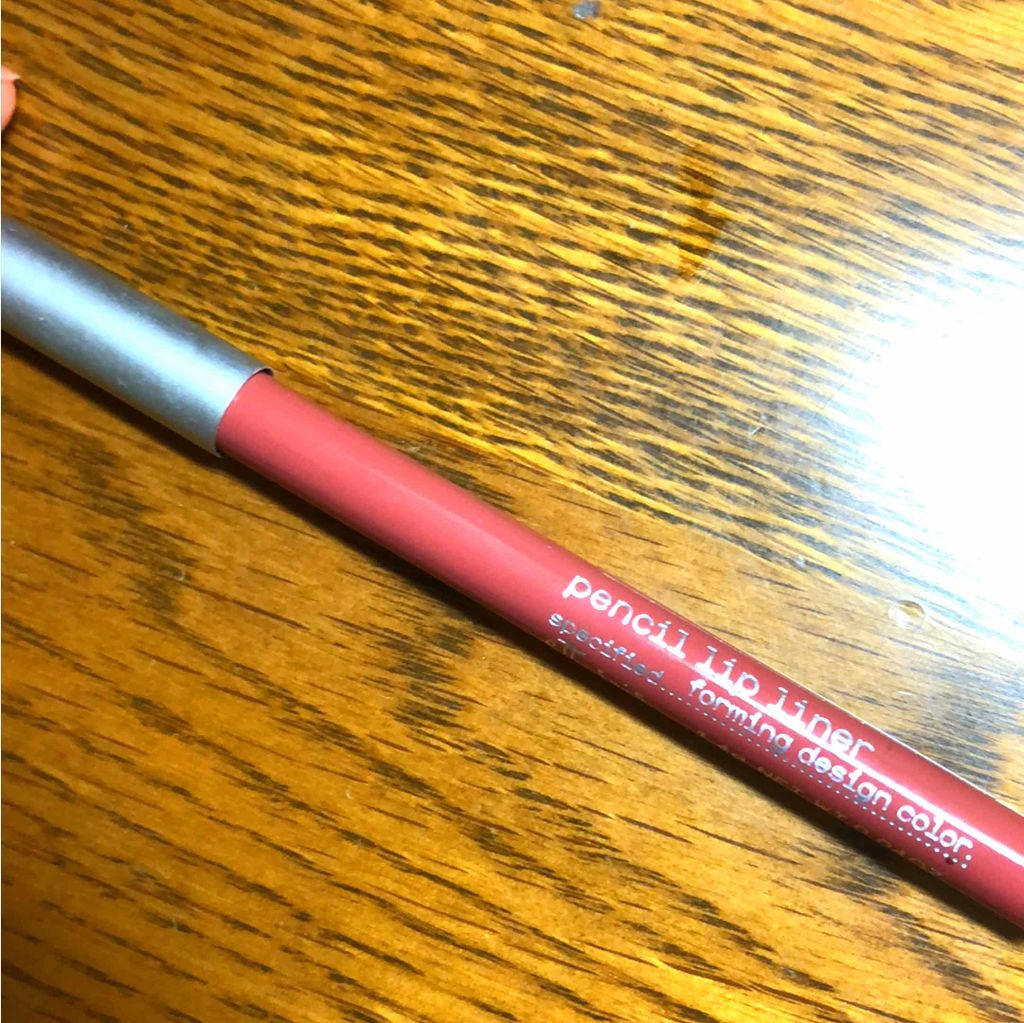 pencil lip liner
specified...forming design color.